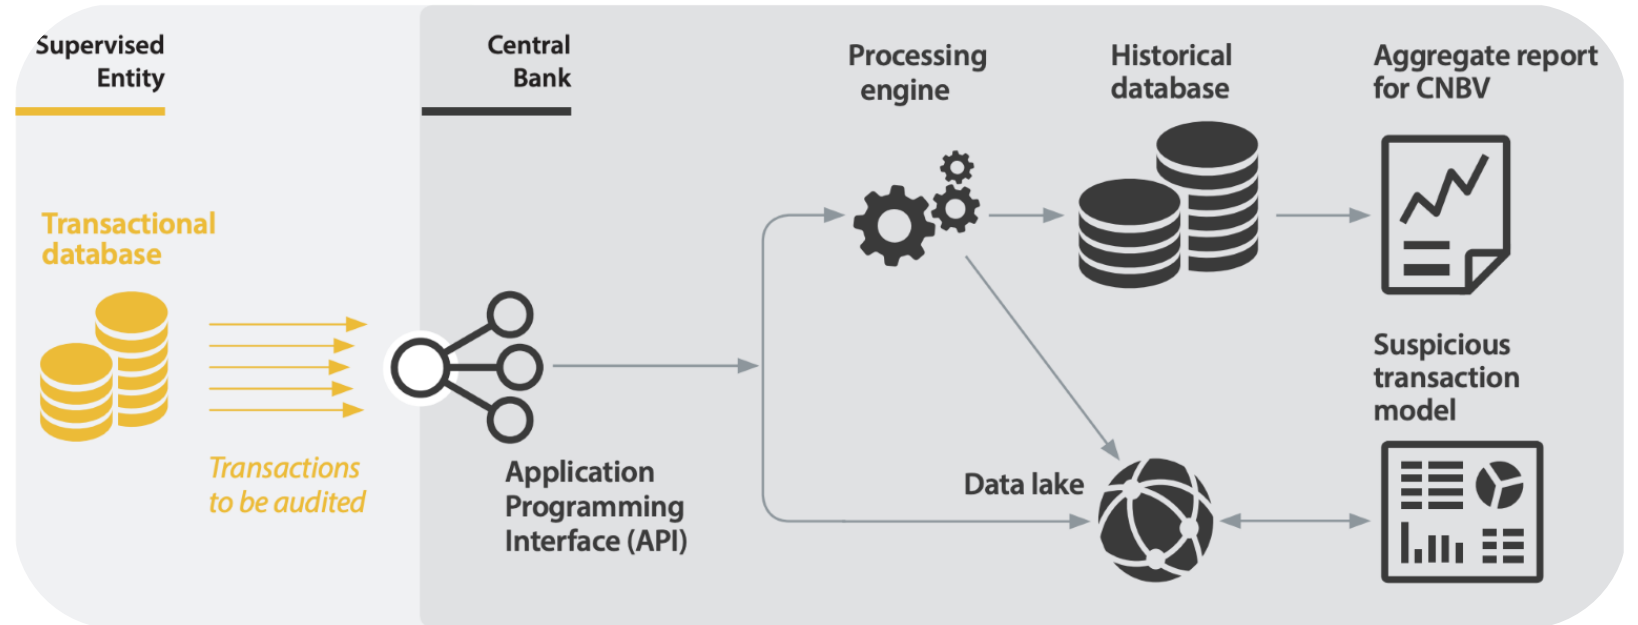 Supervised
Entity
Central
Bank
Processing
engine
Historical
database
Aggregate report
for CNBV
Transactional
database
Transactions
to be audited
Application
Programming
Interface (API)
Data lake
Suspicious
transaction
model